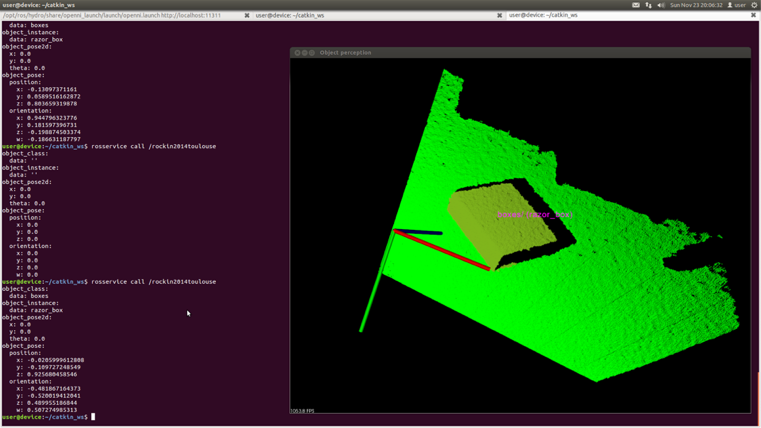 user@device: ~/catkin_ws
Sun Nov 23 20:06:32
user
/opt/ros/hydro/share/openni_launch/launch/openni.launch http://localhost:11311
user@device: ~/catkin_ws
user@device: ~/catkin_ws
data: boxes
object_instance:
data: razor_box
object_pose2d:
x: 0.0
y: 0.0
theta: 0.0
object_pose:
position:
x: -0.13097371161
y: 0.0589516162872
z: 0.803659319878
orientation:
x: 0.944796323776
y: 0.181597396731
z: -0.198874503374
w: -0.186631187797
user@device:~/catkin_ws$ rosservice call /rockin2014toulouse
object_class:
data: ''
object_instance:
data: ''
object_pose2d:
x: 0.0
y: 0.0
theta: 0.0
object_pose:
position:
x: 0.0
y: 0.0
z: 0.0
orientation:
x: 0.0
y: 0.0
z: 0.0
w: 0.0
user@device:~/catkin_ws$ rosservice call /rockin2014toulouse
object_class:
data: boxes
object_instance:
data: razor_box
object_pose2d:
x: 0.0
y: 0.0
theta: 0.0
object_pose:
position:
x: -0.0205999612808
y: -0.109727248549
z: 0.925680458546
orientation:
x: -0.481867164373
y: -0.520019412041
z: 0.489955186844
w: 0.507274985313
user@device:~/catkin_ws$
Object perception